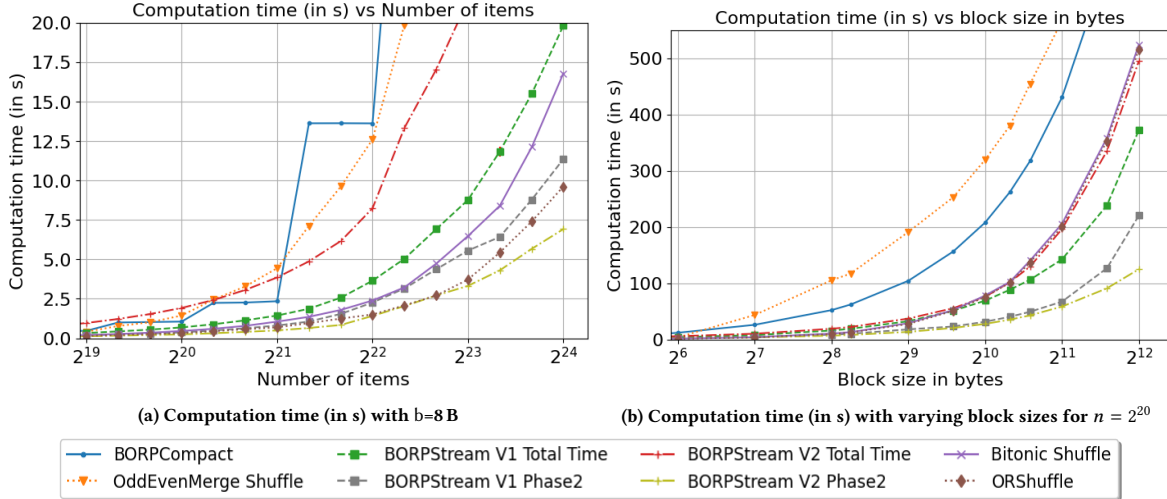 Computation time (in s) vs Number of items
Computation time (in s)
20.0
17.5
15.0
12.5
10.0
7.5
5.0
2.5
0.0
2^19 2^20 2^21 2^22 2^23 2^24
Number of items
(a) Computation time (in s) with b=8 B
Computation time (in s) vs block size in bytes
Computation time (in s)
500
400
300
200
100
0
2^6 2^7 2^8 2^9 2^10 2^11 2^12
Block size in bytes
(b) Computation time (in s) with varying block sizes for n = 2^20
BORPCompact BORPStream V1 Total Time BORPStream V2 Total Time Bitonic Shuffle
OddEvenMerge Shuffle BORPStream V1 Phase2 BORPStream V2 Phase2 ORShuffle